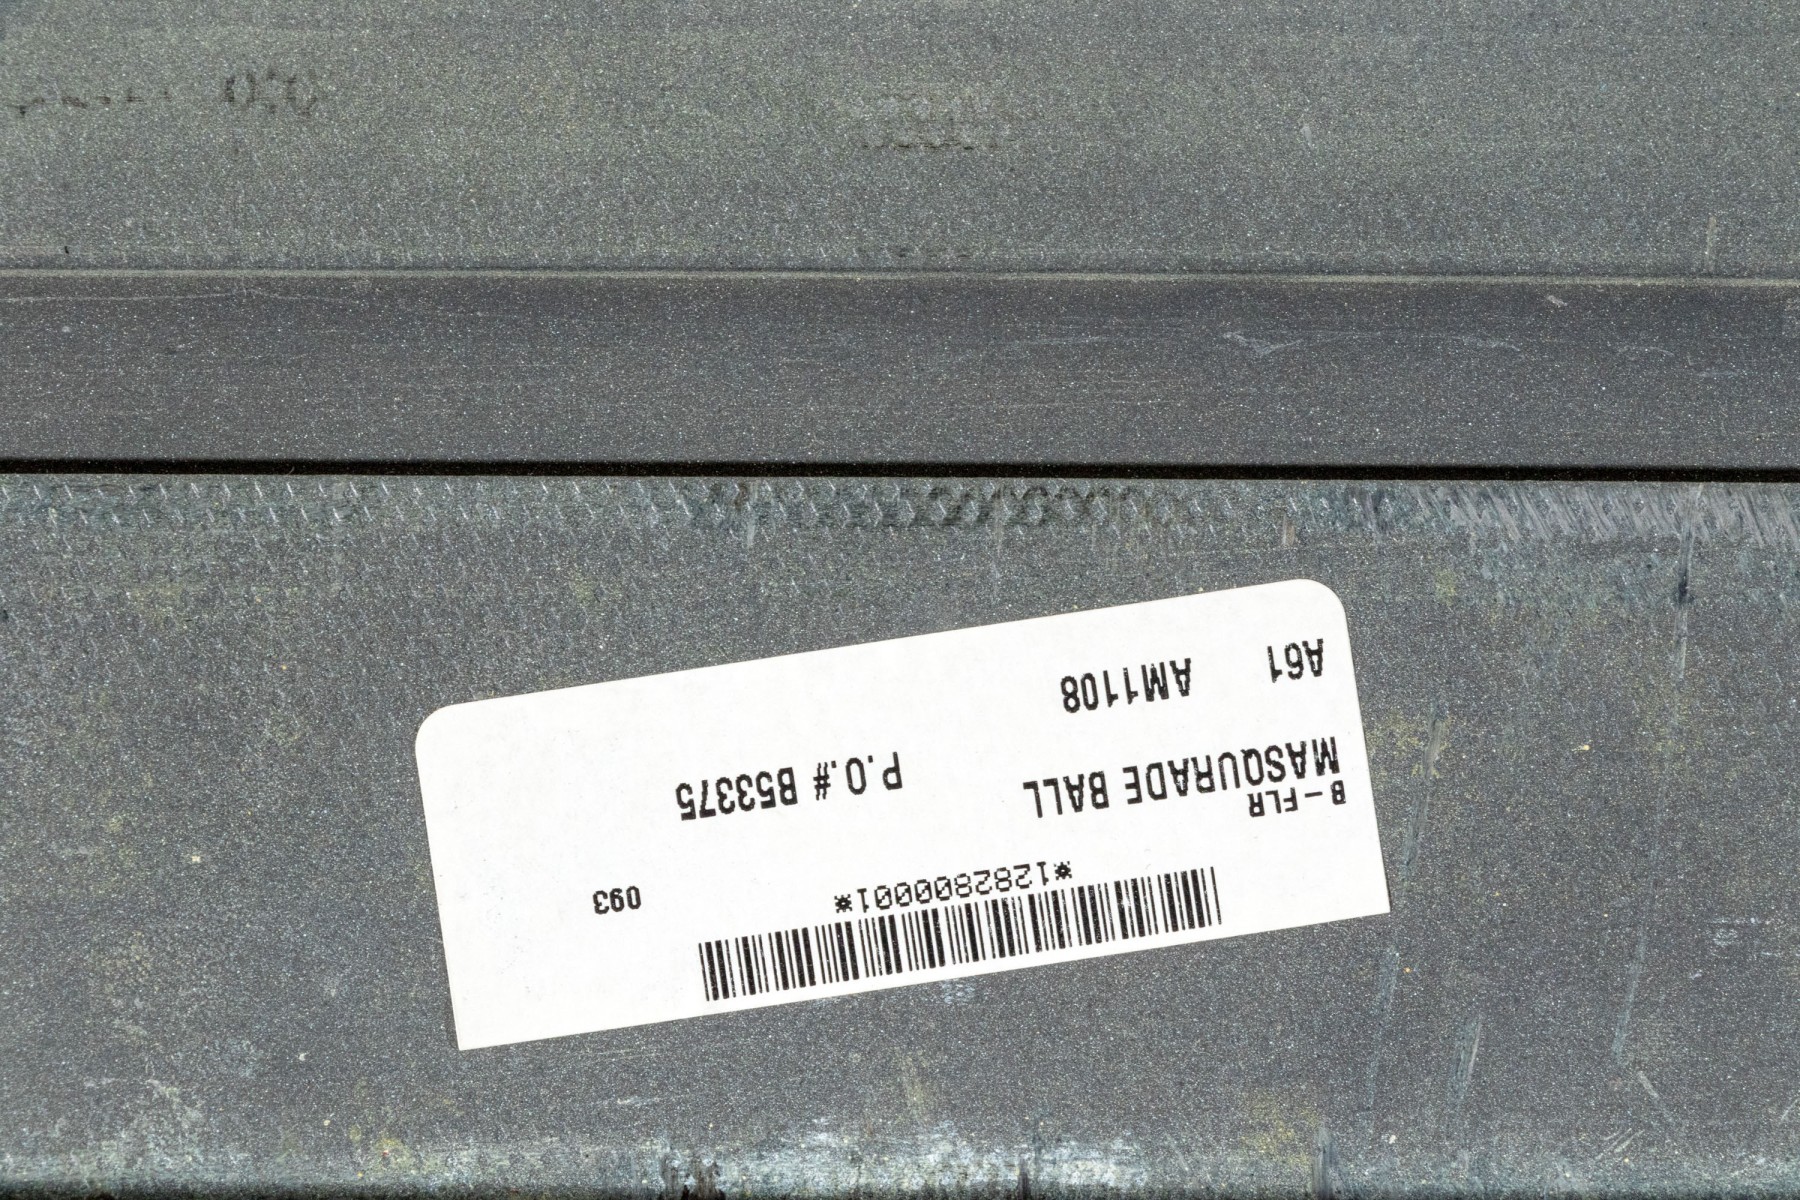 *1282800001* 093
B-FLR
MASQURADE BALL P.O.# B53375
A61 AM1108